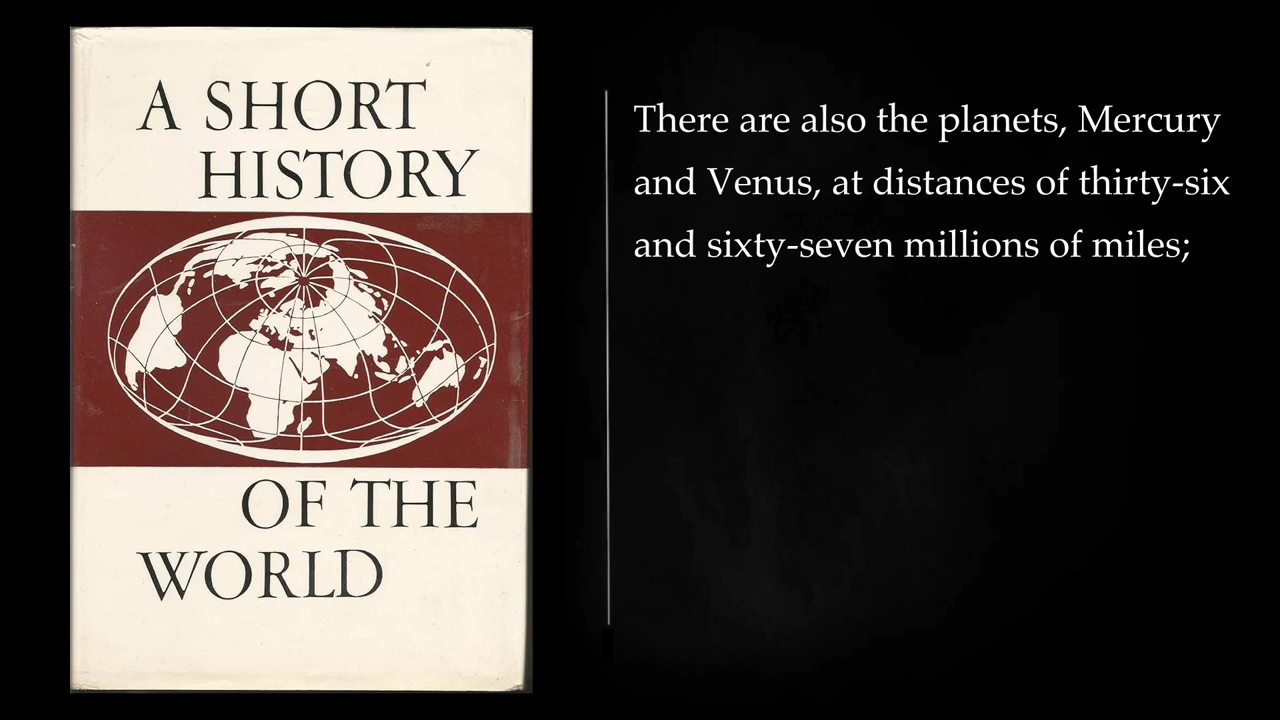 A SHORT
HISTORY
OF THE
WORLD
There are also the planets, Mercury
and Venus, at distances of thirty-six
and sixty-seven millions of miles;